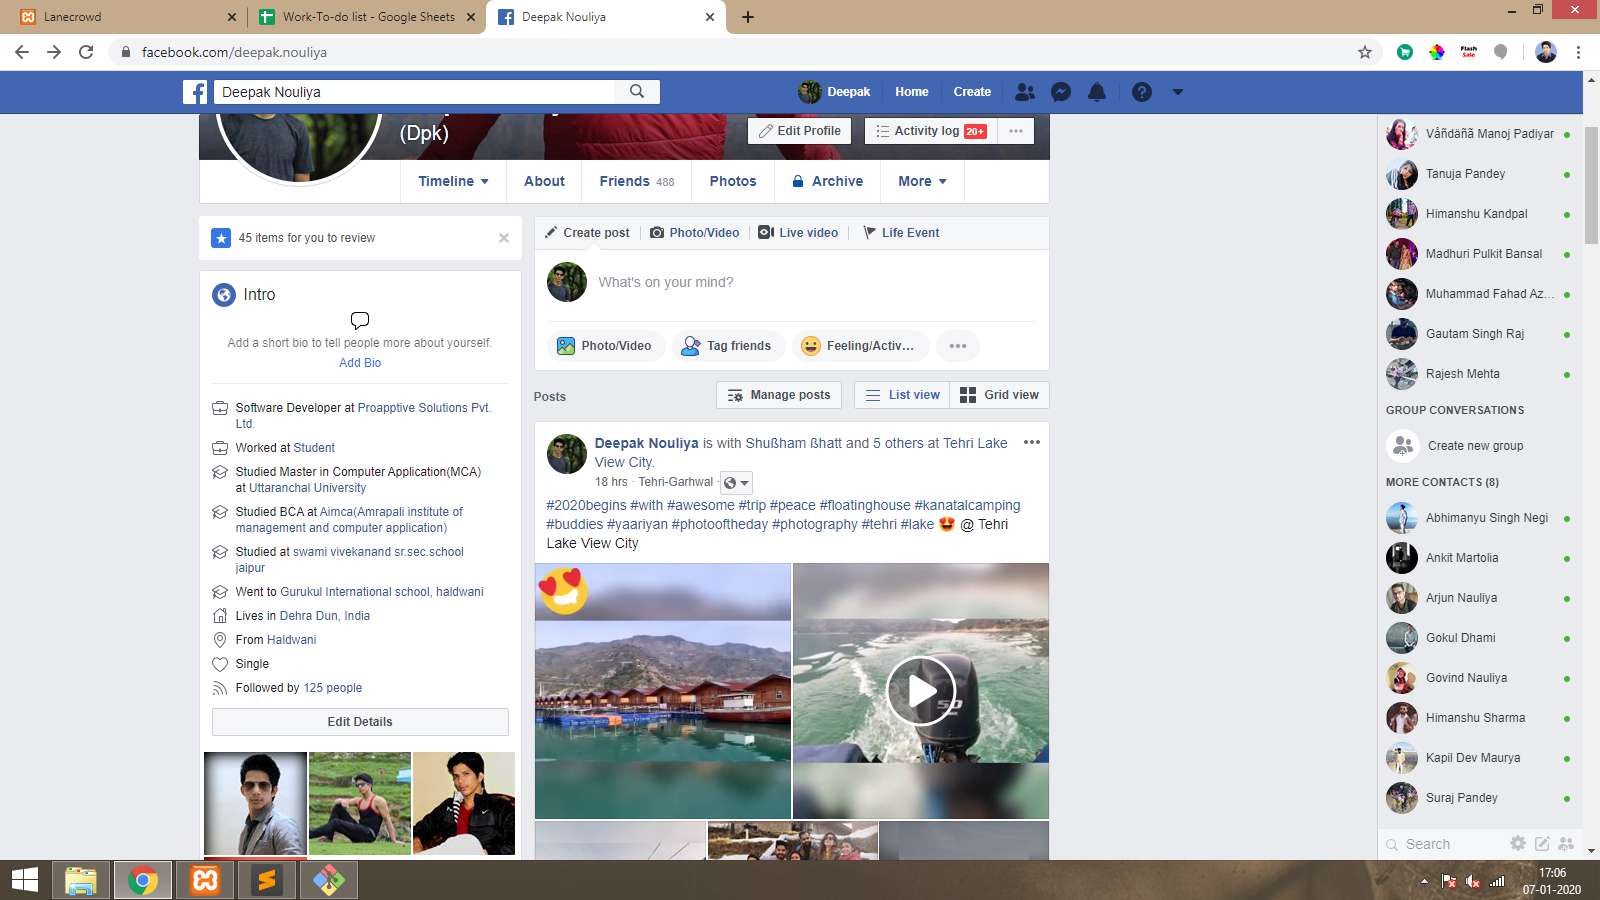 Lanecrowd
Work-To-do list - Google Sheets
Deepak Nouliya
facebook.com/deepak.nouliya
Flash
Sale
Deepak Nouliya
Deepak
Home
Create
(Dpk)
Edit Profile
Activity log 20+
Timeline
About
Friends 488
Photos
Archive
More
45 items for you to review
Intro
Add a short bio to tell people more about yourself.
Add Bio
Software Developer at Proapptive Solutions Pvt.
Ltd.
Worked at Student
Studied Master in Computer Application(MCA)
at Uttaranchal University
Studied BCA at Aimca(Amrapali institute of
management and computer application)
Studied at swami vivekanand sr.sec.school
jaipur
Went to Gurukul International school, haldwani
Lives in Dehra Dun, India
From Haldwani
Single
Followed by 125 people
Edit Details
Create post
Photo/Video
Live video
Life Event
What's on your mind?
Photo/Video
Tag friends
Feeling/Activ...
Posts
Manage posts
List view
Grid view
Deepak Nouliya is with Shußham ßhatt and 5 others at Tehri Lake
View City.
18 hrs · Tehri-Garhwal ·
#2020begins #with #awesome #trip #peace #floatinghouse #kanatalcamping
#buddies #yaariyan #photooftheday #photography #tehri #lake 😍 @ Tehri
Lake View City
50
Våñdäñã Manoj Padiyar
Tanuja Pandey
Himanshu Kandpal
Madhuri Pulkit Bansal
Muhammad Fahad Az...
Gautam Singh Raj
Rajesh Mehta
GROUP CONVERSATIONS
Create new group
MORE CONTACTS (8)
Abhimanyu Singh Negi
Ankit Martolia
Arjun Nauliya
Gokul Dhami
Govind Nauliya
Himanshu Sharma
Kapil Dev Maurya
Suraj Pandey
Search
17:06
07-01-2020